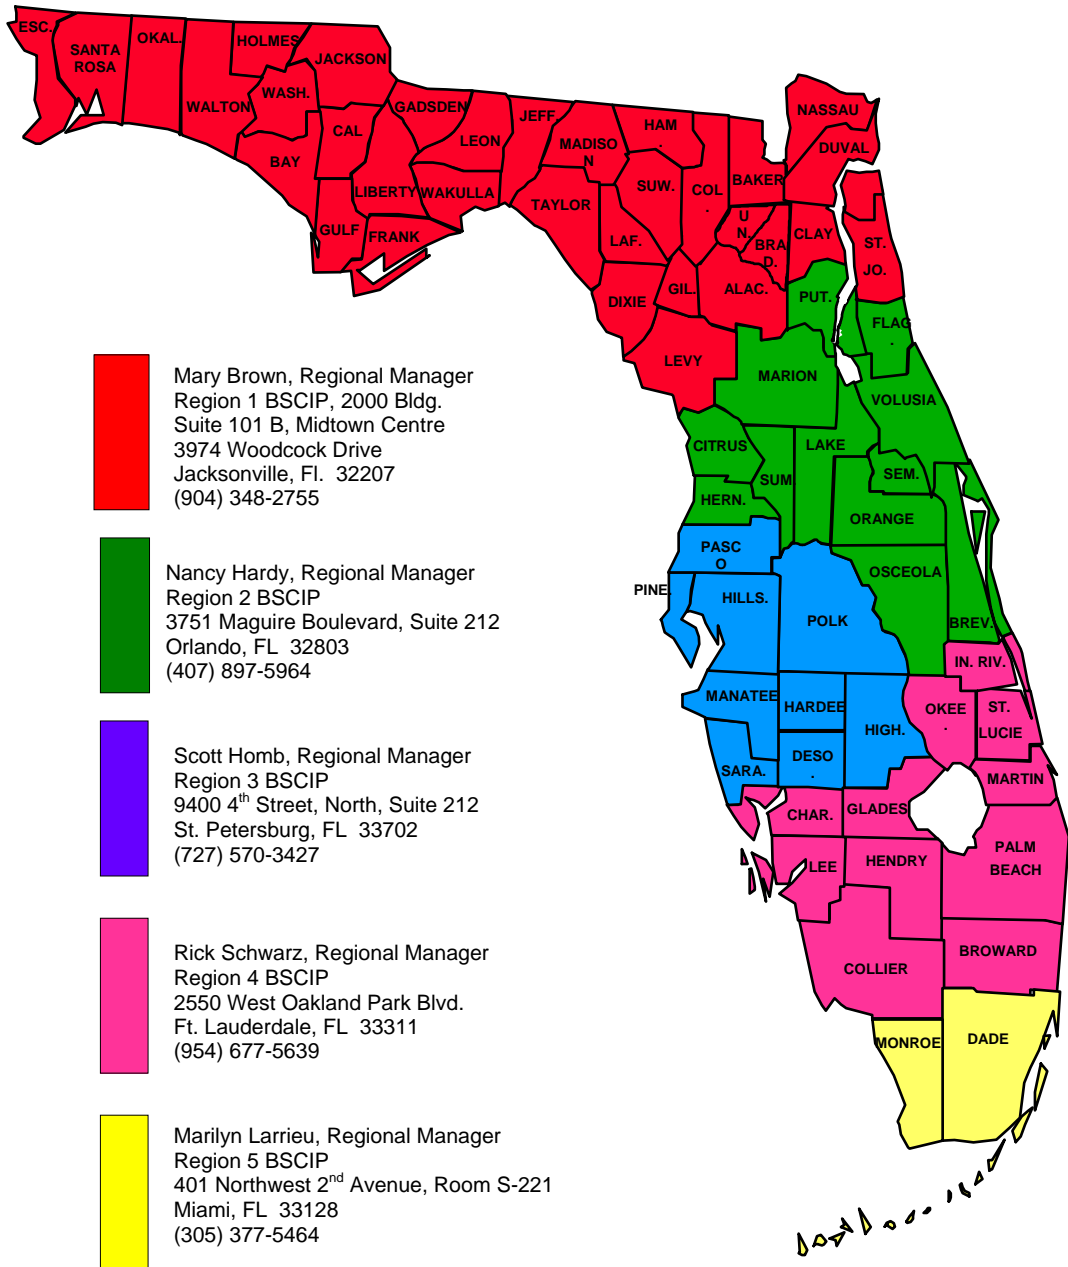 ESC.
SANTA
ROSA
OKAL.
HOLMES
JACKSON
WALTON
WASH.
GADSDEN
CAL
LEON
JEFF.
MADISO
N
HAM
.
NASSAU
DUVAL
BAY
LIBERTY
WAKULLA
TAYLOR
SUW.
COL
.
BAKER
U
N.
BRA
D.
CLAY
ST.
JO.
GULF
FRANK
LAF.
DIXIE
GIL.
ALAC.
PUT.
FLAG
.
LEVY
MARION
VOLUSIA
CITRUS
LAKE
SUM
SEM.
HERN.
ORANGE
PASC
O
OSCEOLA
PINE.
HILLS.
POLK
BREV.
IN. RIV.
MANATEE
HARDEE
HIGH.
OKEE
.
ST.
LUCIE
SARA.
DESO
.
MARTIN
CHAR.
GLADES
LEE
HENDRY
PALM
BEACH
COLLIER
BROWARD
MONROE
DADE
Mary Brown, Regional Manager
Region 1 BSCIP, 2000 Bldg.
Suite 101 B, Midtown Centre
3974 Woodcock Drive
Jacksonville, Fl.  32207
(904) 348-2755
Nancy Hardy, Regional Manager
Region 2 BSCIP
3751 Maguire Boulevard, Suite 212
Orlando, FL  32803
(407) 897-5964
Scott Homb, Regional Manager
Region 3 BSCIP
9400 4th Street, North, Suite 212
St. Petersburg, FL  33702
(727) 570-3427
Rick Schwarz, Regional Manager
Region 4 BSCIP
2550 West Oakland Park Blvd.
Ft. Lauderdale, FL  33311
(954) 677-5639
Marilyn Larrieu, Regional Manager
Region 5 BSCIP
401 Northwest 2nd Avenue, Room S-221
Miami, FL  33128
(305) 377-5464